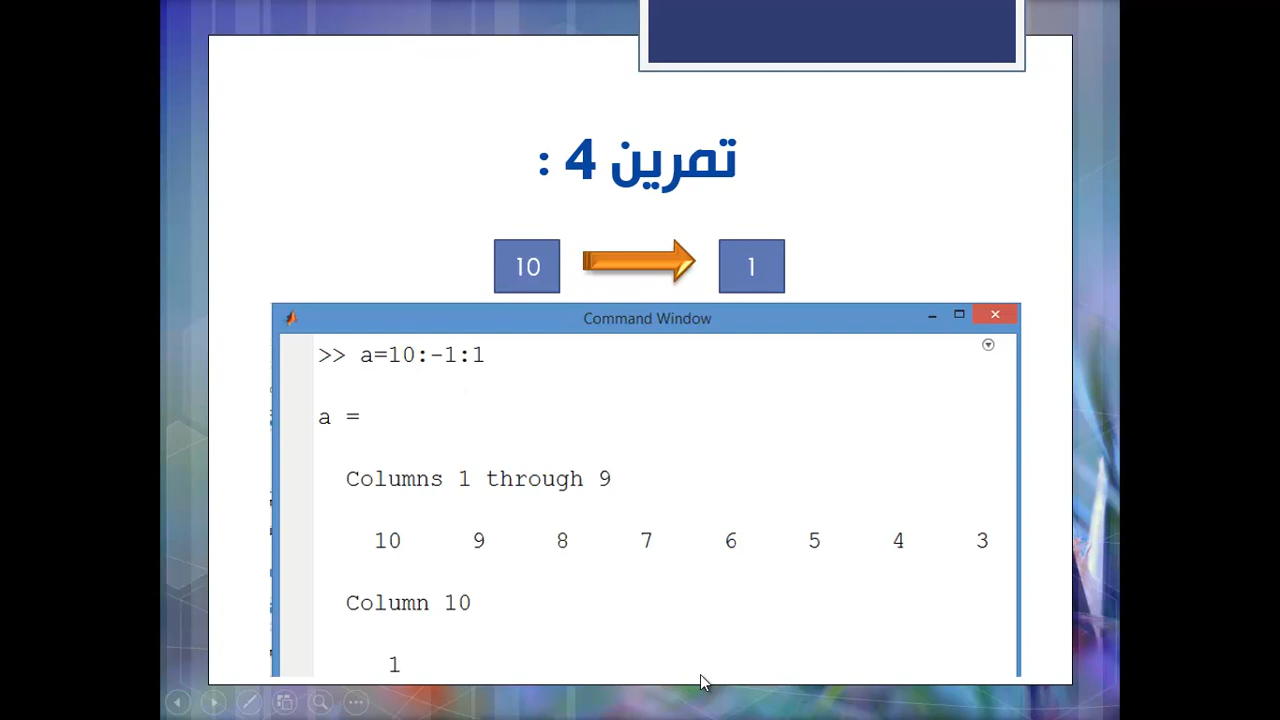 تمرين 4 :
10 1
Command Window
>> a=10:-1:1
a =
Columns 1 through 9
10 9 8 7 6 5 4 3
Column 10
1